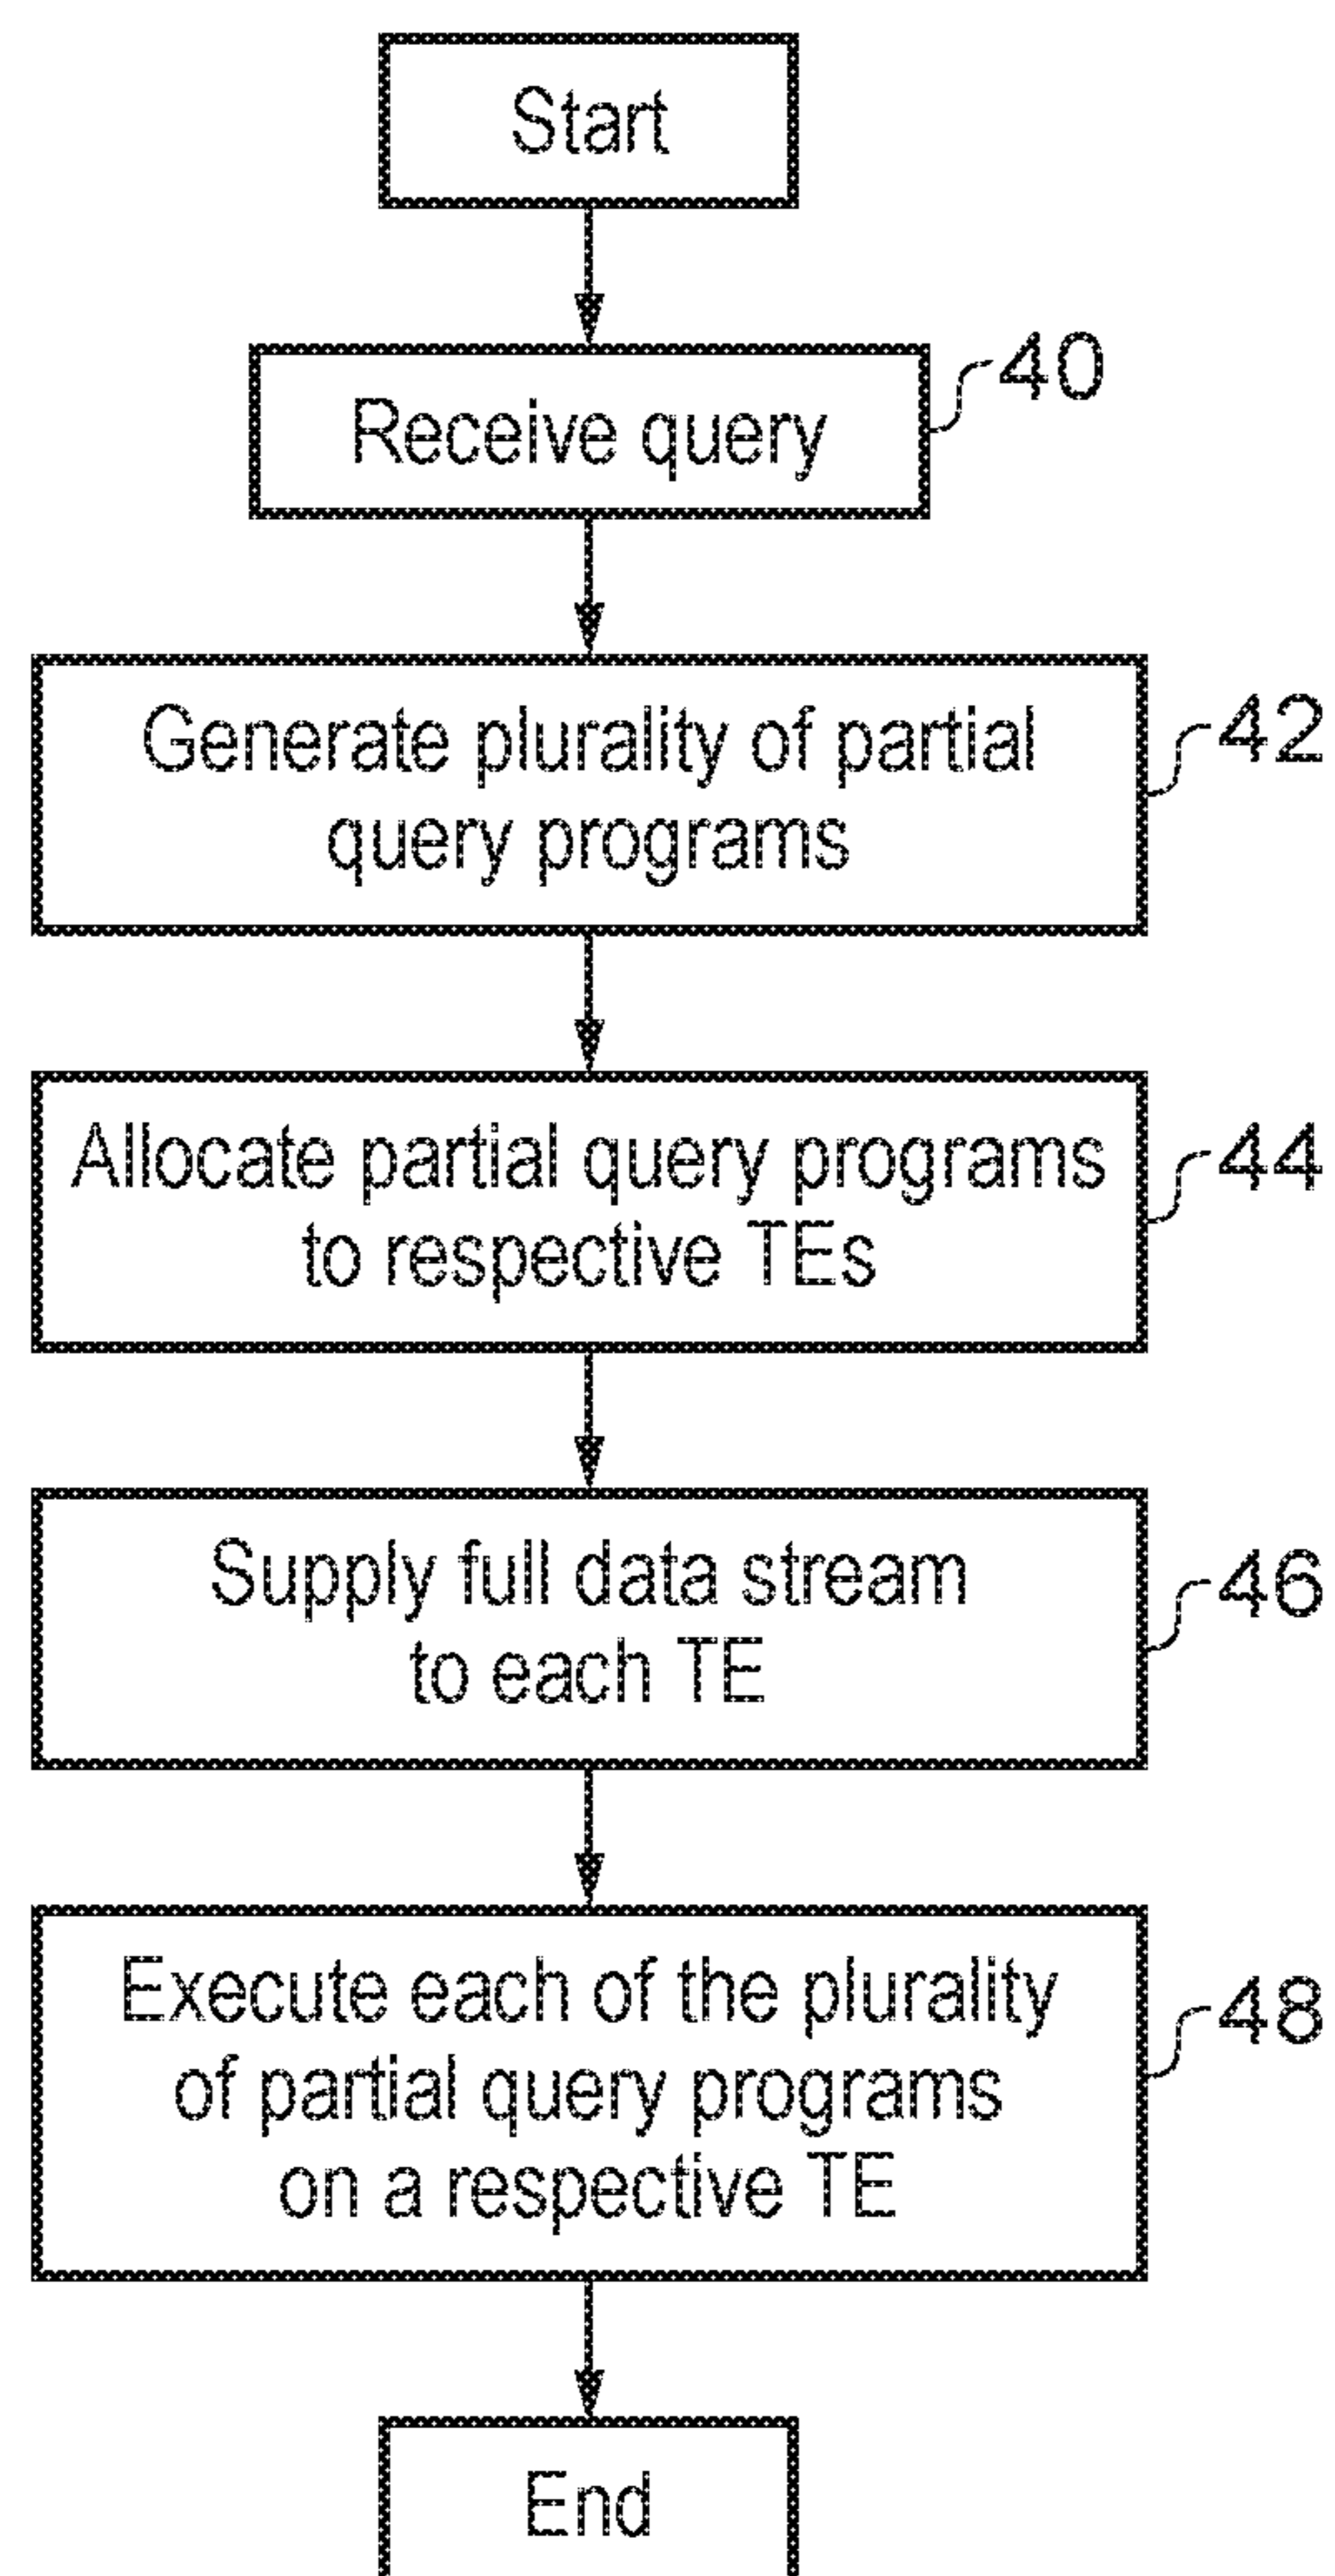 Start
Receive query
40
Generate plurality of partial
query programs
42
Allocate partial query programs
to respective TEs
44
Supply full data stream
to each TE
46
Execute each of the plurality
of partial query programs
on a respective TE
48
End